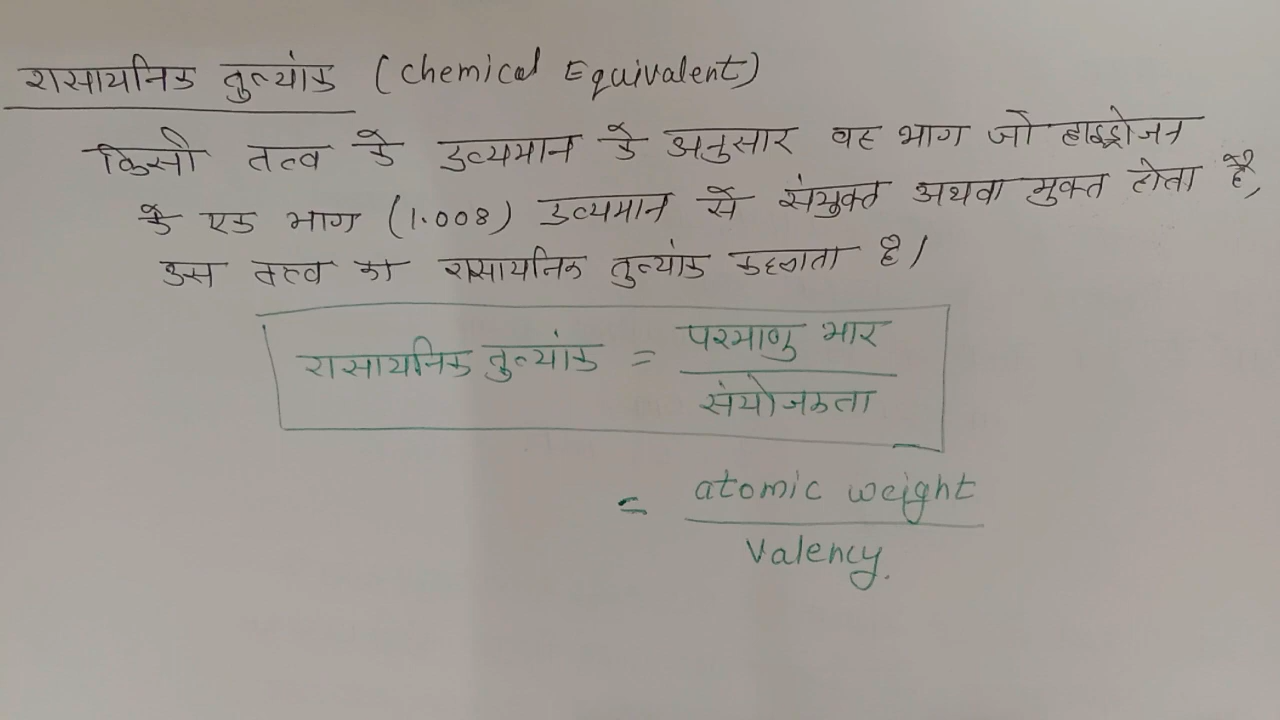 रासायनिक तुल्यांक (Chemical Equivalent)
किसी तत्व के द्रव्यमान के अनुसार वह भाग जो हाइड्रोजन
के एक भाग (1.008) द्रव्यमान से संयुक्त अथवा मुक्त होता है,
उस तत्व का रासायनिक तुल्यांक कहलाता है।
रासायनिक तुल्यांक = परमाणु भार
संयोजकता
= atomic weight
Valency.